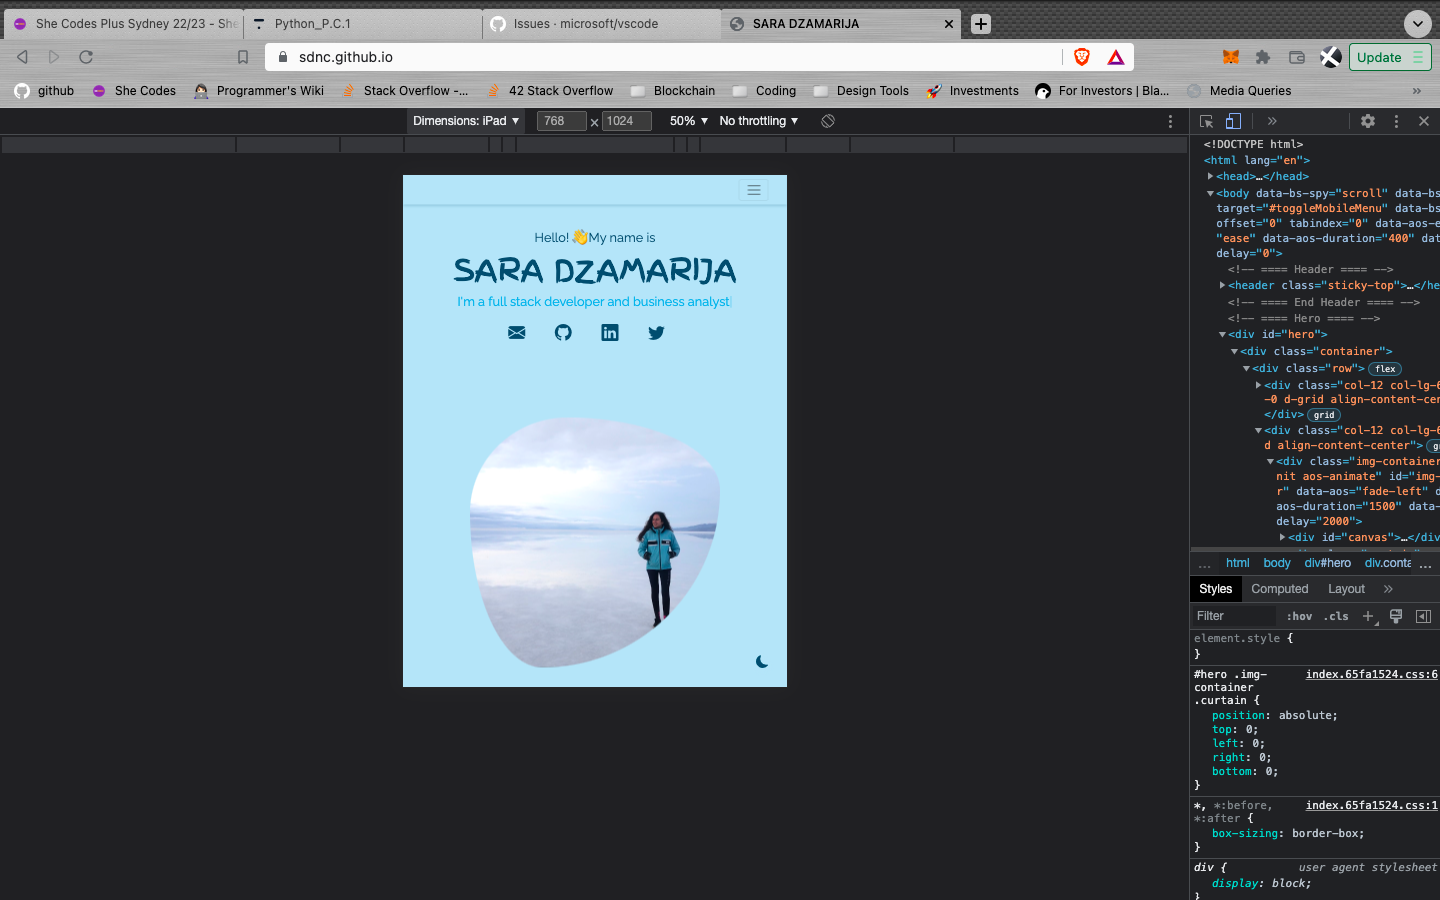 She Codes Plus Sydney 22/23 - She
Python_P.C.1
Issues · microsoft/vscode
SARA DZAMARIJA
sdnc.github.io
Update
github
She Codes
Programmer's Wiki
Stack Overflow -...
42 Stack Overflow
Blockchain
Coding
Design Tools
Investments
For Investors | Bla...
Media Queries
»
Dimensions: iPad ▼ 768 × 1024 50% ▼ No throttling ▼
Hello! 👋My name is
SARA DZAMARIJA
I'm a full stack developer and business analyst|
<!DOCTYPE html>
<html lang="en">
▶<head>…</head>
▼<body data-bs-spy="scroll" data-b
target="#toggleMobileMenu" data-bs
offset="0" tabindex="0" data-aos-e
"ease" data-aos-duration="400" dat
delay="0">
<!-- ==== Header ==== -->
▶<header class="sticky-top">…</he
<!-- ==== End Header ==== -->
<!-- ==== Hero ==== -->
▼<div id="hero">
▼<div class="container">
▼<div class="row"> flex
▶<div class="col-12 col-lg-6
-0 d-grid align-content-cen
</div> grid
▼<div class="col-12 col-lg-6
d align-content-center"> g
▼<div class="img-container
nit aos-animate" id="img-
r" data-aos="fade-left" d
aos-duration="1500" data-
delay="2000">
▶<div id="canvas">…</div
… html body div#hero div.conta …
Styles Computed Layout »
Filter :hov .cls +
element.style {
}
#hero .img- index.65fa1524.css:6
container
.curtain {
position: absolute;
top: 0;
left: 0;
right: 0;
bottom: 0;
}
*, *:before, index.65fa1524.css:1
*:after {
box-sizing: border-box;
}
div { user agent stylesheet
display: block;
}